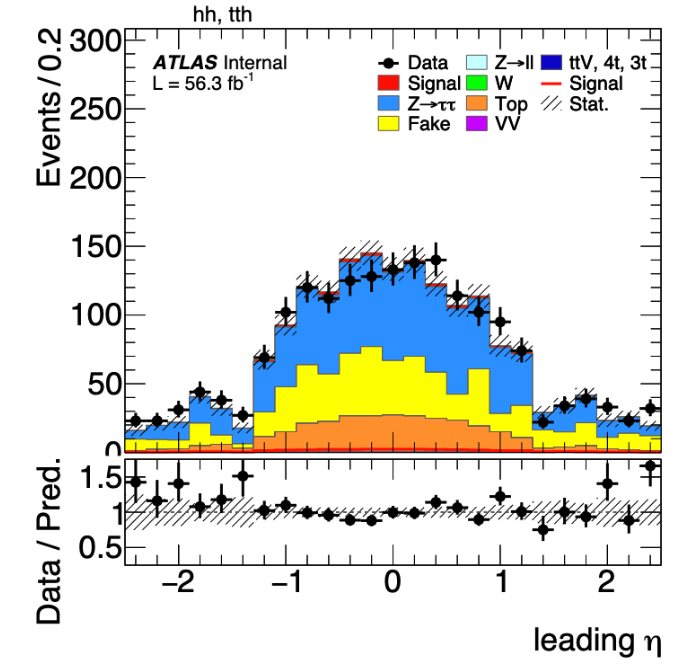 hh, tth
Events / 0.2
300
250
200
150
100
50
0
ATLAS Internal
L = 56.3 fb⁻¹
Data
Signal
Z→ττ
Fake
Z→ll
W
Top
VV
ttV, 4t, 3t
Signal
Stat.
Data / Pred.
1.5
1
0.5
−2 −1 0 1 2
leading η